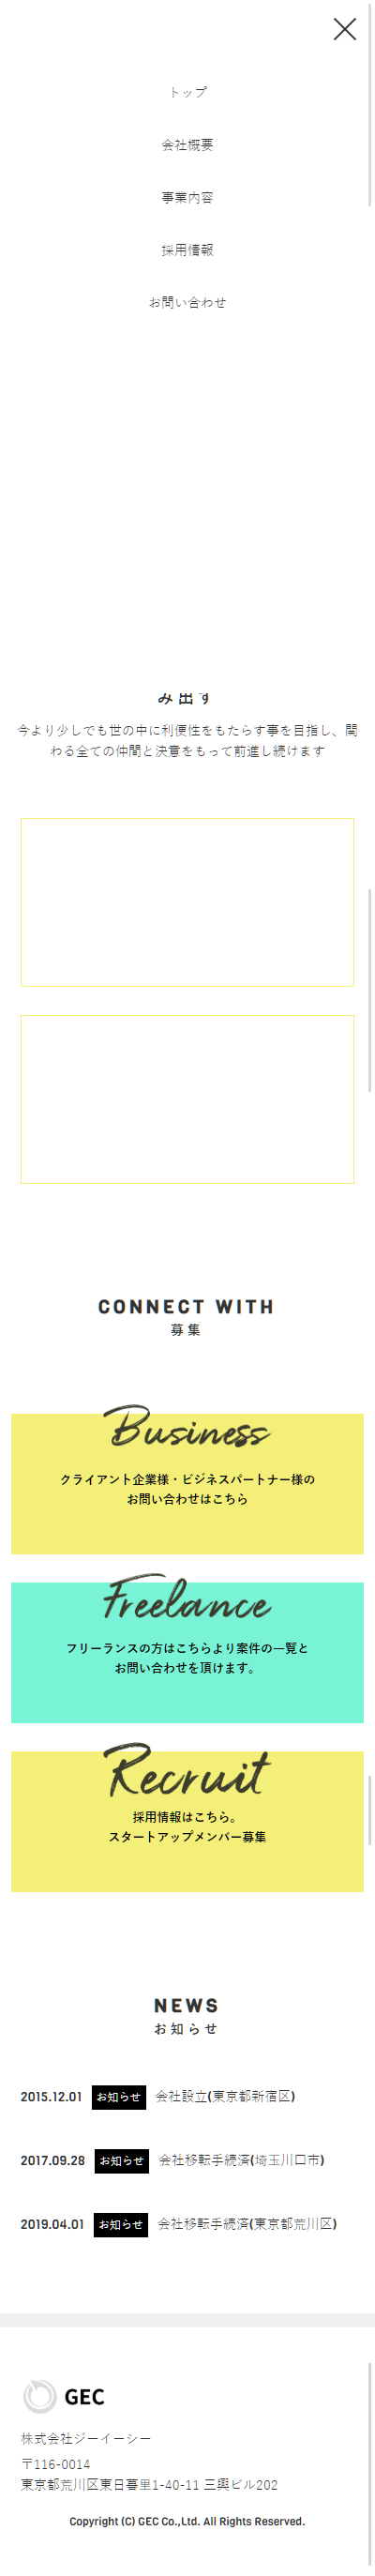 トップ
会社概要
事業内容
採用情報
お問い合わせ
み出す
今より少しでも世の中に利便性をもたらす事を目指し、関
わる全ての仲間と決意をもって前進し続けます
CONNECT WITH
募集
Business
クライアント企業様・ビジネスパートナー様の
お問い合わせはこちら
Freelance
フリーランスの方はこちらより案件の一覧と
お問い合わせを頂けます。
Recruit
採用情報はこちら。
スタートアップメンバー募集
NEWS
お知らせ
2015.12.01 お知らせ 会社設立(東京都新宿区)
2017.09.28 お知らせ 会社移転手続済(埼玉川口市)
2019.04.01 お知らせ 会社移転手続済(東京都荒川区)
GEC
株式会社ジーイーシー
〒116-0014
東京都荒川区東日暮里1-40-11 三興ビル202
Copyright (C) GEC Co.,Ltd. All Rights Reserved.